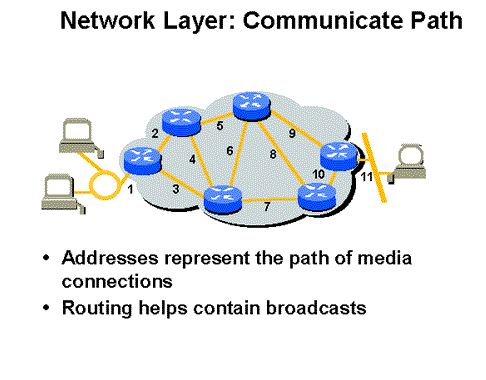 Network Layer: Communicate Path
2
5
9
4
6
8
1
3
10
11
7
• Addresses represent the path of media
connections
• Routing helps contain broadcasts